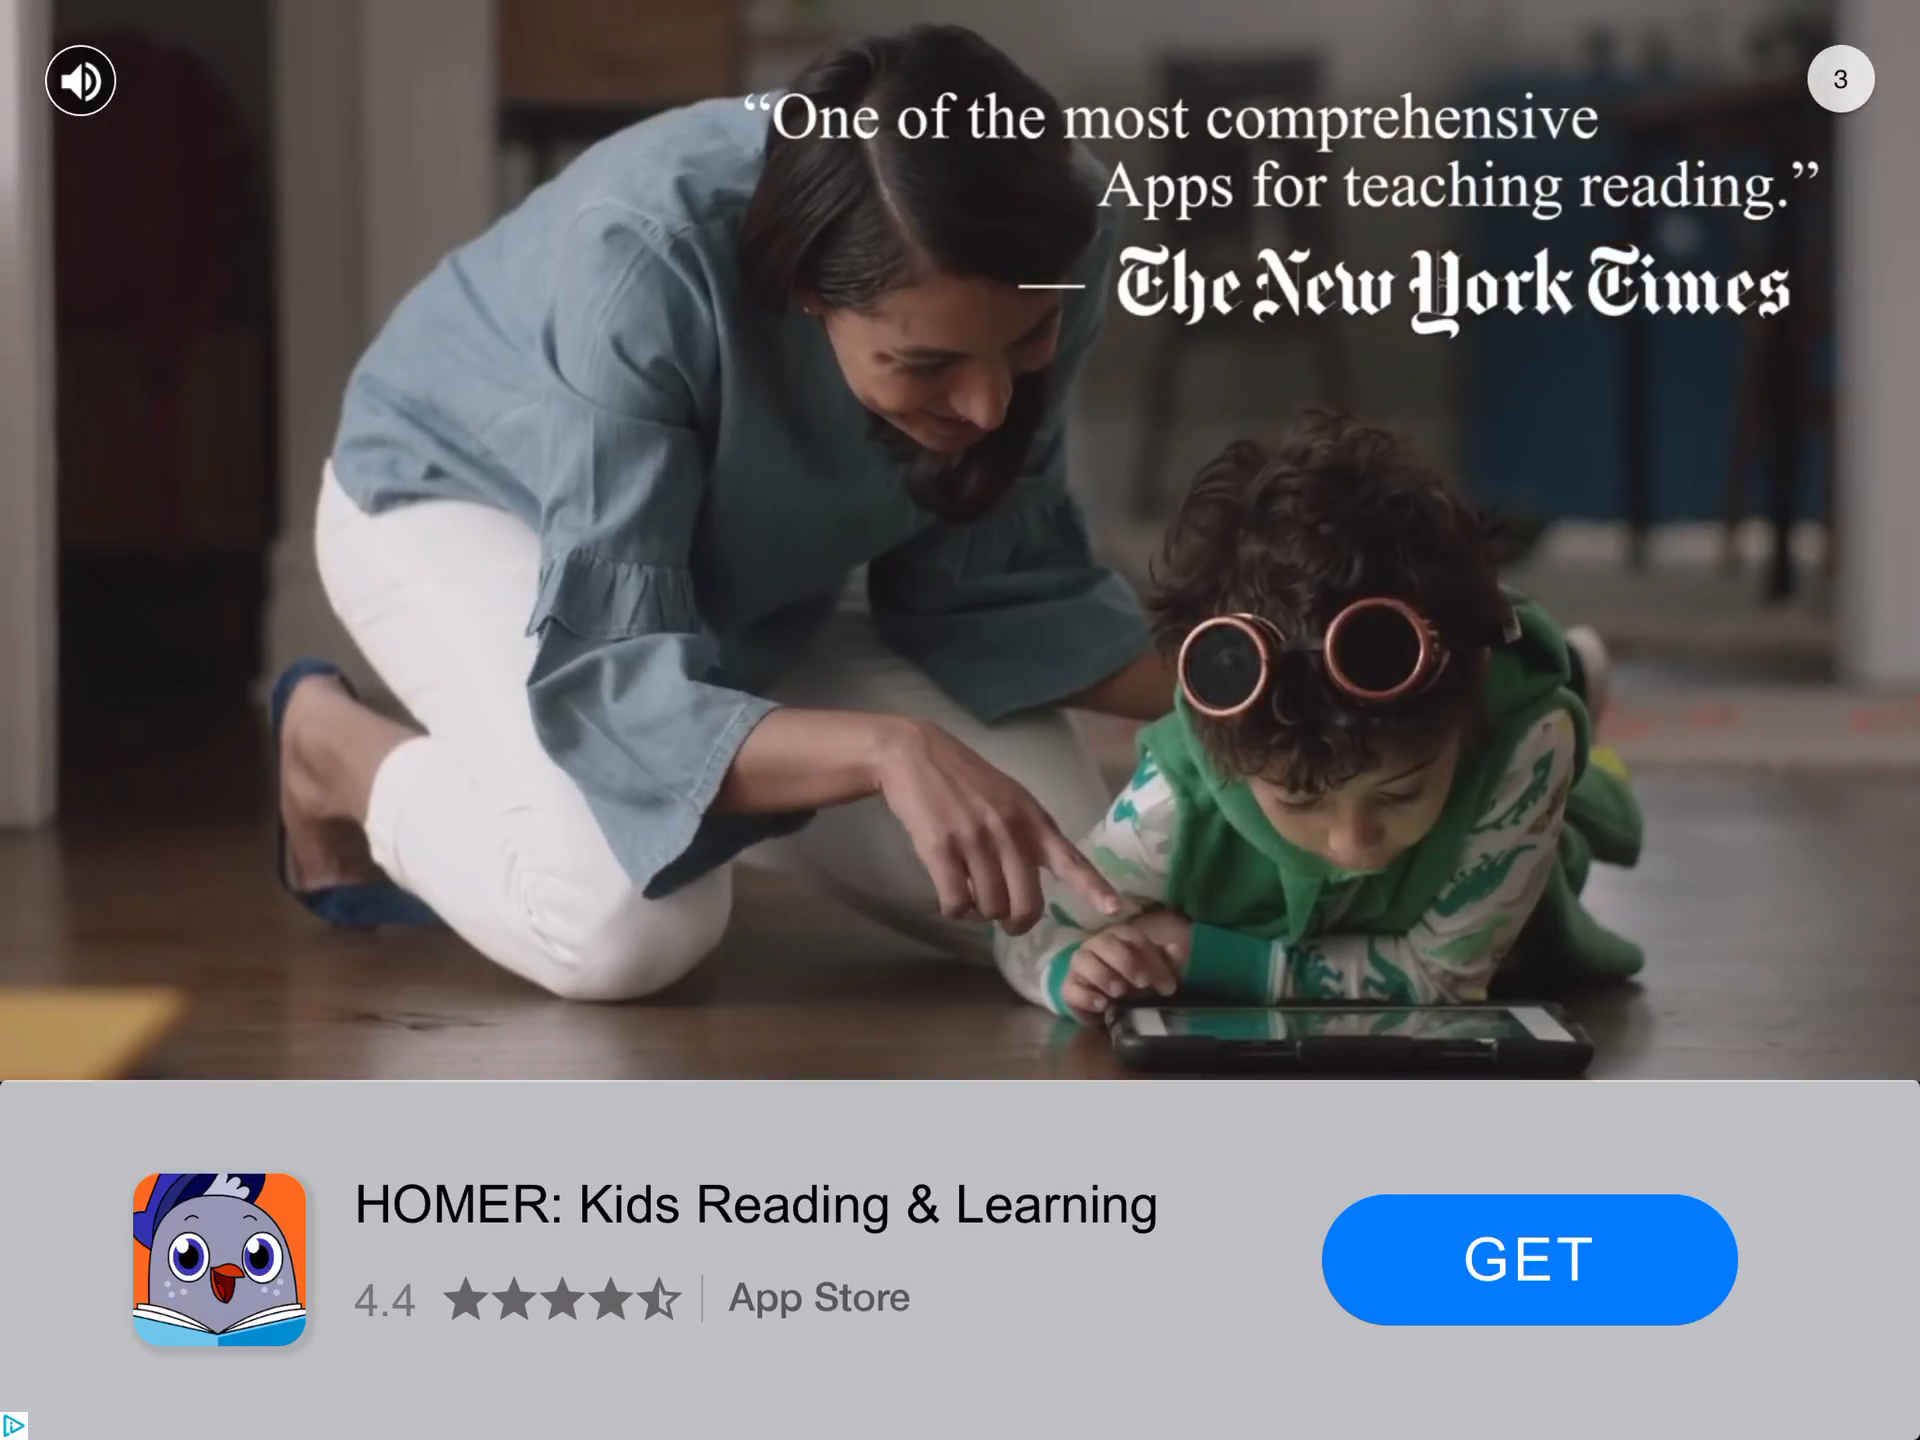 3
“One of the most comprehensive
Apps for teaching reading.”
— The New York Times
HOMER: Kids Reading & Learning
4.4
App Store
GET